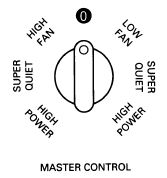 0
HIGH
FAN
LOW
FAN
SUPER
QUIET
SUPER
QUIET
HIGH
POWER
HIGH
POWER
MASTER CONTROL